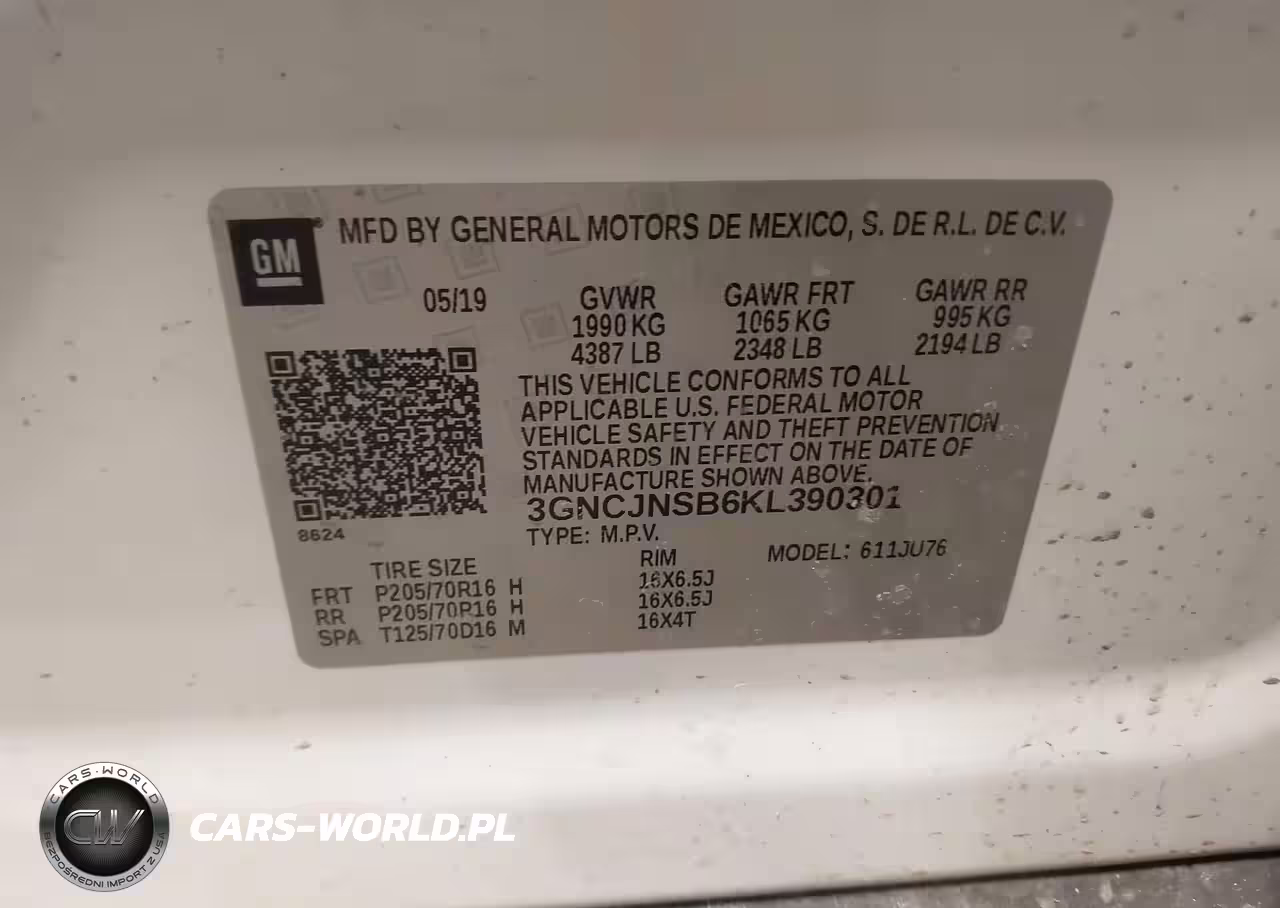 GM
MFD BY GENERAL MOTORS DE MEXICO, S. DE R.L. DE C.V.
05/19 GVWR GAWR FRT GAWR RR
1990 KG 1065 KG 995 KG
4387 LB 2348 LB 2194 LB
THIS VEHICLE CONFORMS TO ALL
APPLICABLE U.S. FEDERAL MOTOR
VEHICLE SAFETY AND THEFT PREVENTION
STANDARDS IN EFFECT ON THE DATE OF
MANUFACTURE SHOWN ABOVE.
3GNCJNSB6KL390301
8624
TYPE: M.P.V. MODEL: 611JU76
TIRE SIZE RIM
FRT P205/70R16 H 16X6.5J
RR P205/70R16 H 16X6.5J
SPA T125/70D16 M 16X4T
CARS-WORLD
CW
BEZPOŚREDNI IMPORT Z USA
CARS-WORLD.PL